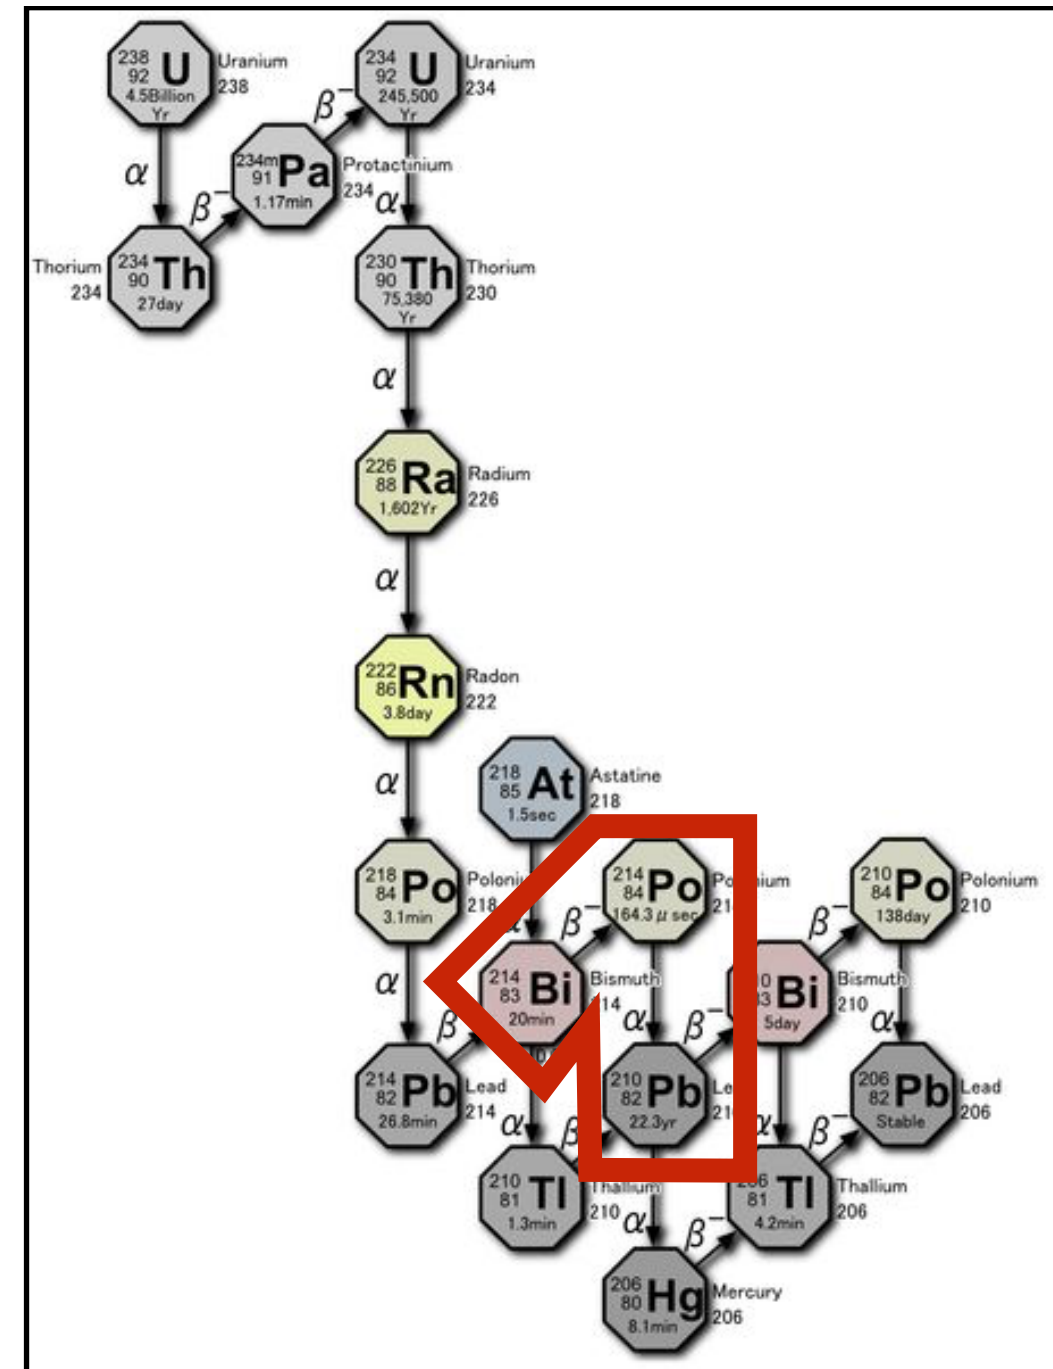 238
92 U
4.5Billion
Yr
Uranium
238
234
92 U
245,500
Yr
Uranium
234
β−
α
234m
91 Pa
1.17min
Protactinium
234
β−
α
Thorium
234
234
90 Th
27day
230
90 Th
75,380
Yr
Thorium
230
α
226
88 Ra
1,602Yr
Radium
226
α
222
86 Rn
3.8day
Radon
222
α
218
85 At
1.5sec
Astatine
218
218
84 Po
3.1min
218
214
84 Po
164.3 μ sec
210
84 Po
138day
Polonium
210
β−
β−
α
214
83 Bi
20min
Bismuth
α
β−
Bi
5day
Bismuth
210
α
β
214
82 Pb
26.8min
Lead
214
210
82 Pb
22.3yr
206
82 Pb
Stable
Lead
206
α
β
α
β−
210
81 Tl
1.3min
Thallium
210
81 Tl
4.2min
Thallium
206
α
β−
206
80 Hg
8.1min
Mercury
206